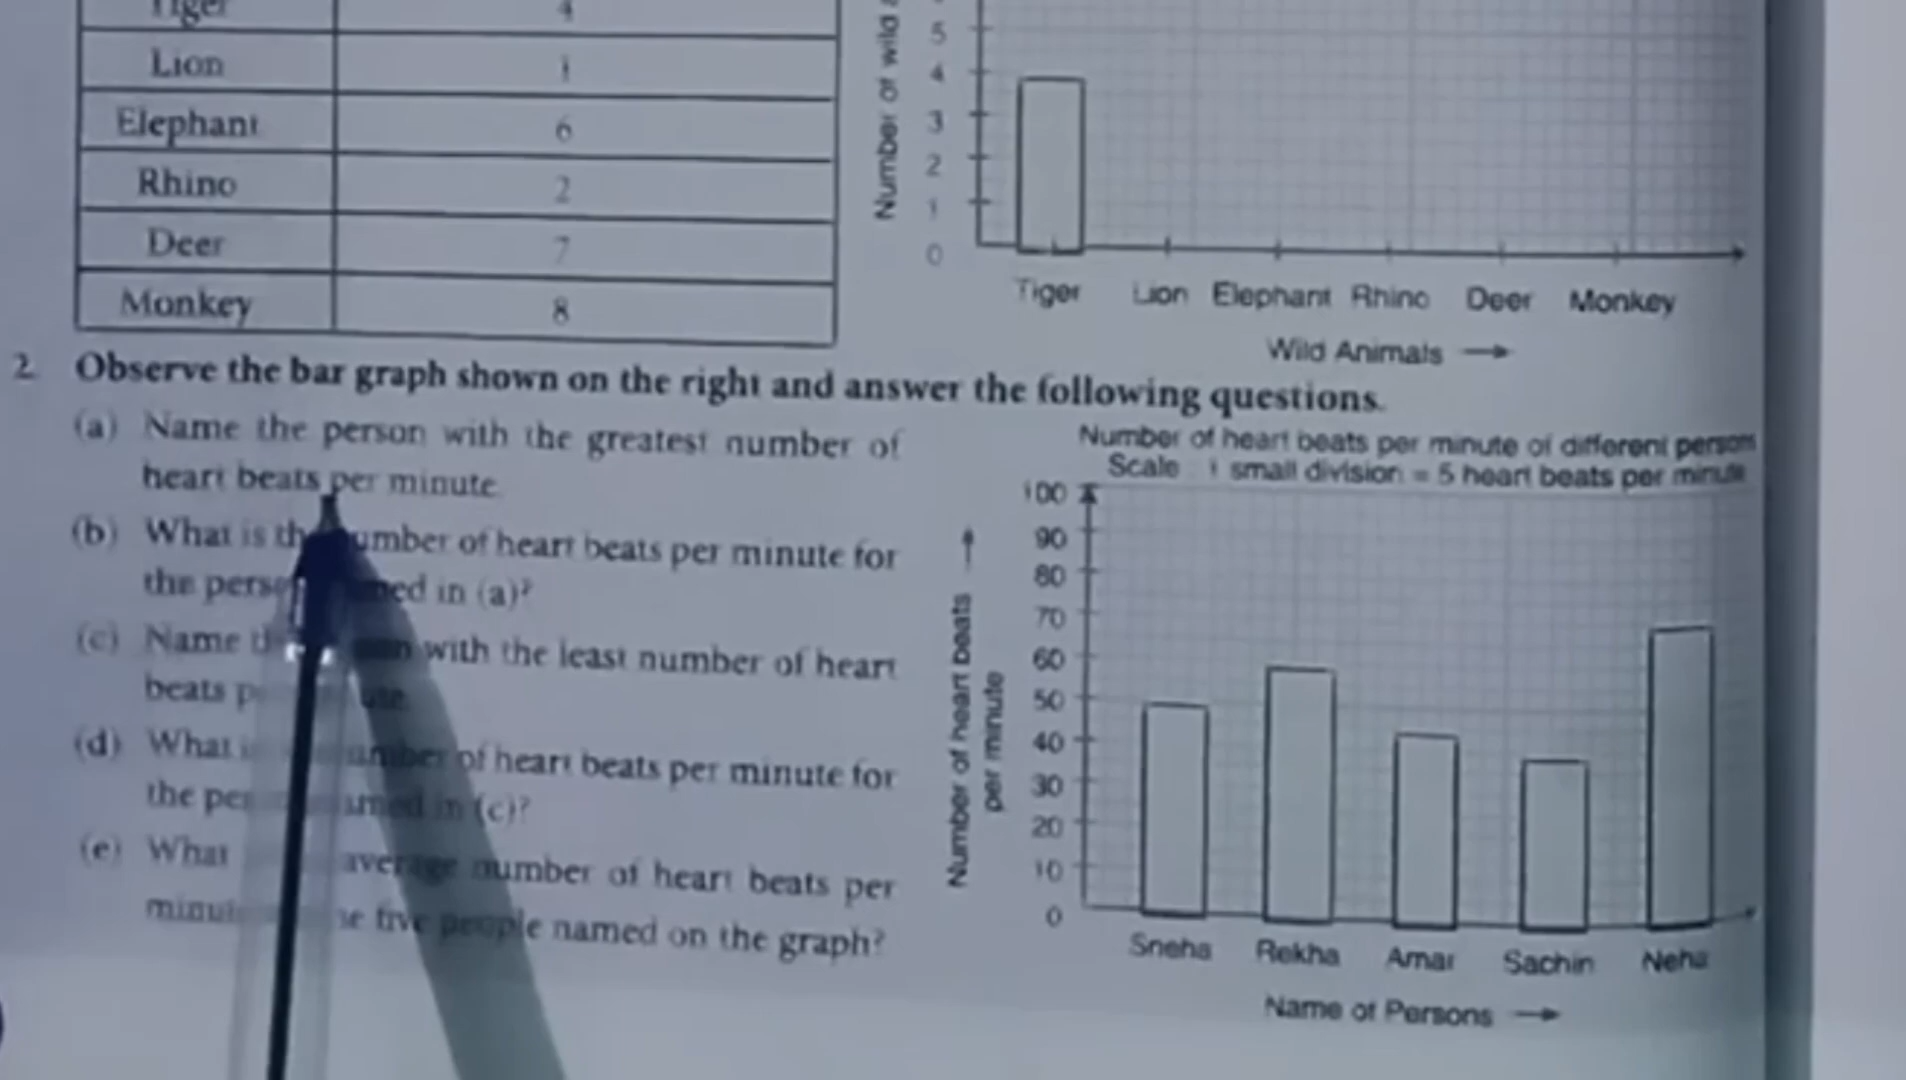 Tiger 4
Lion 1
Elephant 6
Rhino 2
Deer 7
Monkey 8
Number of wild
5
4
3
2
1
0
Tiger Lion Elephant Rhino Deer Monkey
Wild Animals
2. Observe the bar graph shown on the right and answer the following questions.
(a) Name the person with the greatest number of
heart beats per minute
(b) What is umber of heart beats per minute for
the ed in (a)?
(c) Name with the least number of heart
beats
(d) What of heart beats per minute for
the in (c)?
(e) What average number of heart beats per
five people named on the graph?
Number of heart beats per minute of different person
Scale 1 small division = 5 heart beats per minute
Number of heart beats
per minute
100
90
80
70
60
50
40
30
20
10
0
Sneha Rekha Amar Sachin Neha
Name of Persons